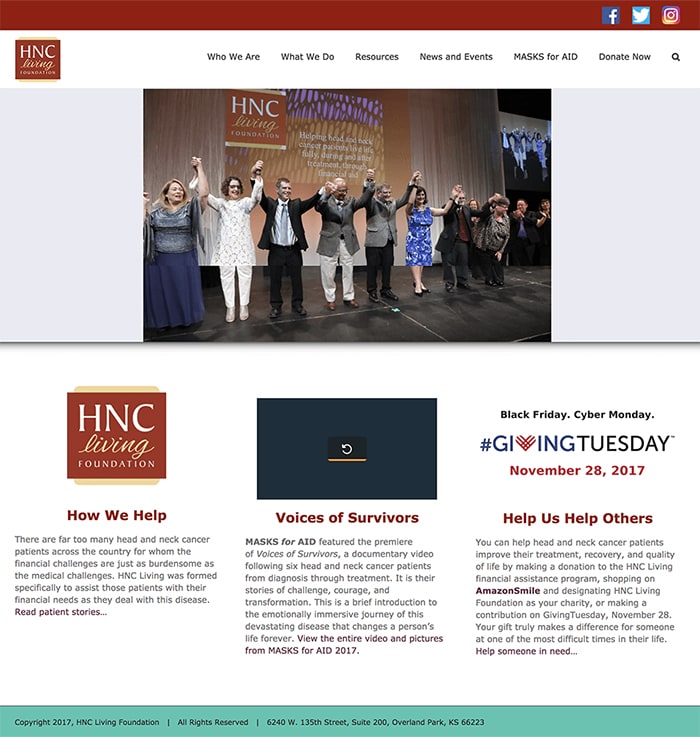 HNC
living
FOUNDATION
Who We Are What We Do Resources News and Events MASKS for AID Donate Now
HNC
living
FOUNDATION
Helping head and neck
cancer patients live life
fully, during and after
treatment, through
financial aid
HNC
living
FOUNDATION
How We Help
There are far too many head and neck cancer
patients across the country for whom the
financial challenges are just as burdensome as
the medical challenges. HNC Living was formed
specifically to assist those patients with their
financial needs as they deal with this disease.
Read patient stories…
Voices of Survivors
MASKS for AID featured the premiere
of Voices of Survivors, a documentary video
following six head and neck cancer patients
from diagnosis through treatment. It is their
stories of challenge, courage, and
transformation. This is a brief introduction to
the emotionally immersive journey of this
devastating disease that changes a person's
life forever. View the entire video and pictures
from MASKS for AID 2017.
Black Friday. Cyber Monday.
#GIVINGTUESDAY™
November 28, 2017
Help Us Help Others
You can help head and neck cancer patients
improve their treatment, recovery, and quality
of life by making a donation to the HNC Living
financial assistance program, shopping on
AmazonSmile and designating HNC Living
Foundation as your charity, or making a
contribution on GivingTuesday, November 28.
Your gift truly makes a difference for someone
at one of the most difficult times in their life.
Help someone in need…
Copyright 2017, HNC Living Foundation | All Rights Reserved | 6240 W. 135th Street, Suite 200, Overland Park, KS 66223